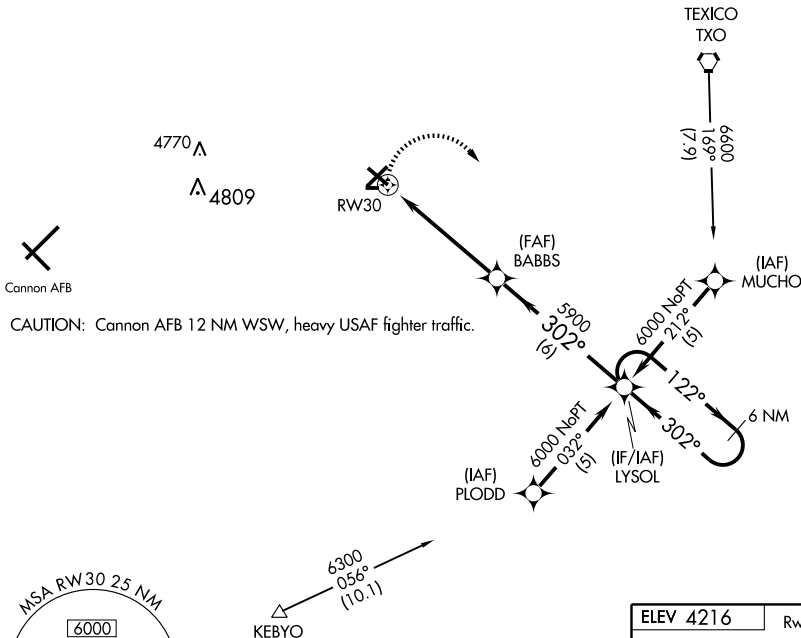 TEXICO
TXO
6600
169°
(7.9)
4770
4809
RW30
(FAF)
BABBS
(IAF)
MUCHO
Cannon AFB
CAUTION: Cannon AFB 12 NM WSW, heavy USAF fighter traffic.
5900
302°
(6)
6000 NoPT
212°
(5)
122°
302°
6 NM
6000 NoPT
032°
(5)
(IF/IAF)
LYSOL
(IAF)
PLODD
6300
056°
(10.1)
KEBYO
MSA RW30 25 NM
6000
ELEV 4216
Rw